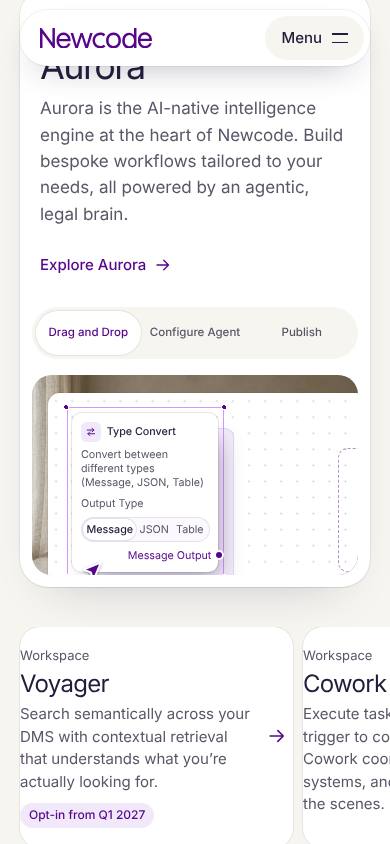 Newcode
Menu
Aurora
Aurora is the AI-native intelligence
engine at the heart of Newcode. Build
bespoke workflows tailored to your
needs, all powered by an agentic,
legal brain.
Explore Aurora
Drag and Drop
Configure Agent
Publish
Type Convert
Convert between
different types
(Message, JSON, Table)
Output Type
Message JSON Table
Message Output
Workspace
Voyager
Search semantically across your
DMS with contextual retrieval
that understands what you’re
actually looking for.
Opt-in from Q1 2027
Workspace
Cowork
Execute task
trigger to co
Cowork coor
systems, and
the scenes.